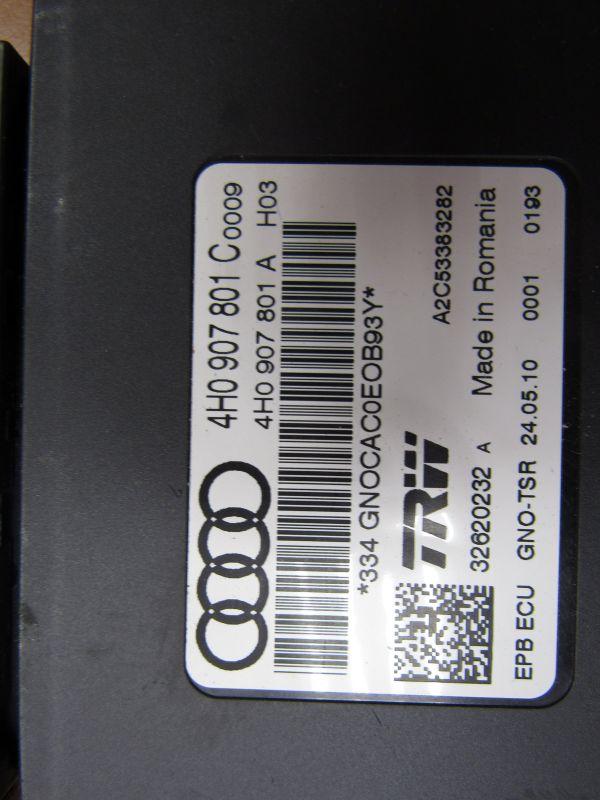 4H0 907 801 C 0009
4H0 907 801 A H03
*334 GNOCAC0EOB93Y*
TRW A2C53383282
32620232 A Made in Romania
EPB ECU GNO-TSR 24.05.10 0001 0193